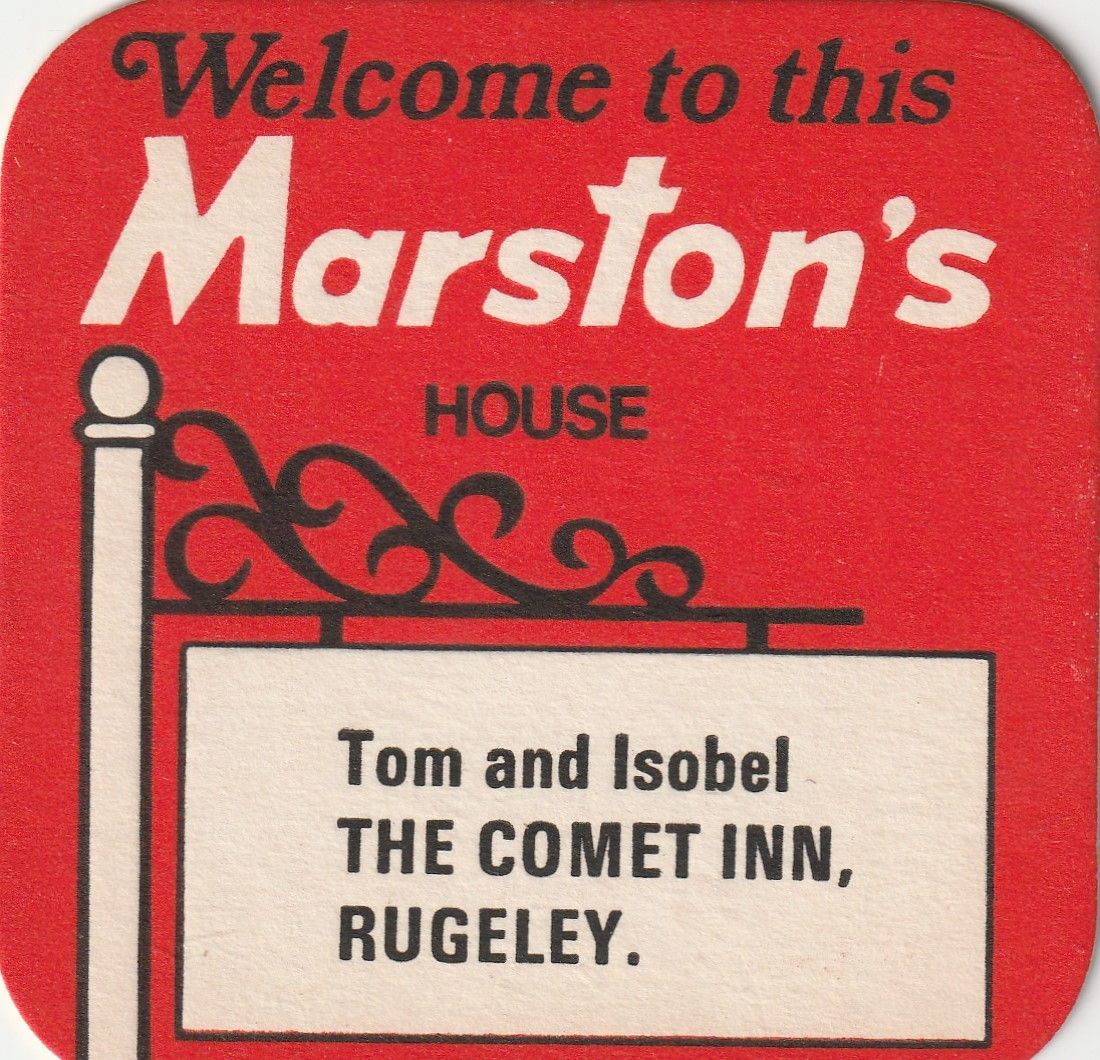 Welcome to this
Marston's
HOUSE
Tom and Isobel
THE COMET INN,
RUGELEY.